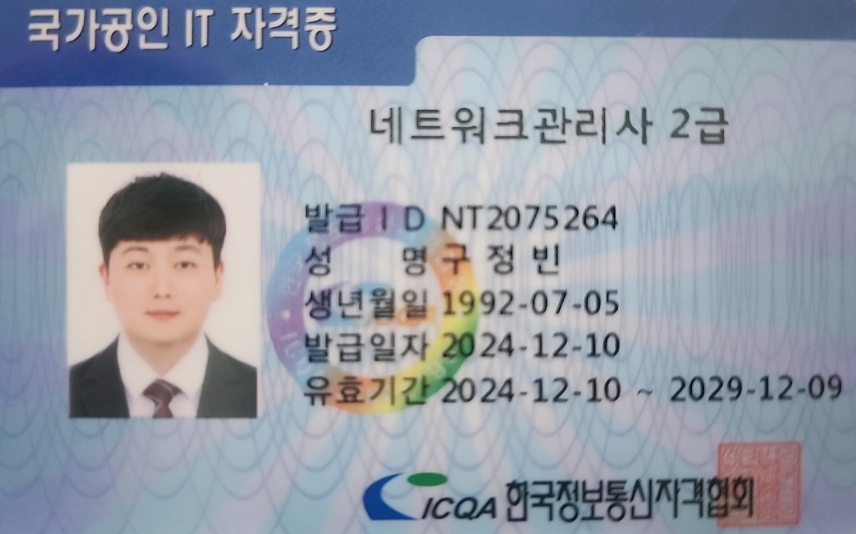 국가공인 IT 자격증
네트워크관리사 2급
발급 I D NT2075264
성 명 구 정 빈
생년월일 1992-07-05
발급일자 2024-12-10
유효기간 2024-12-10 ~ 2029-12-09
ICQA 한국정보통신자격협회